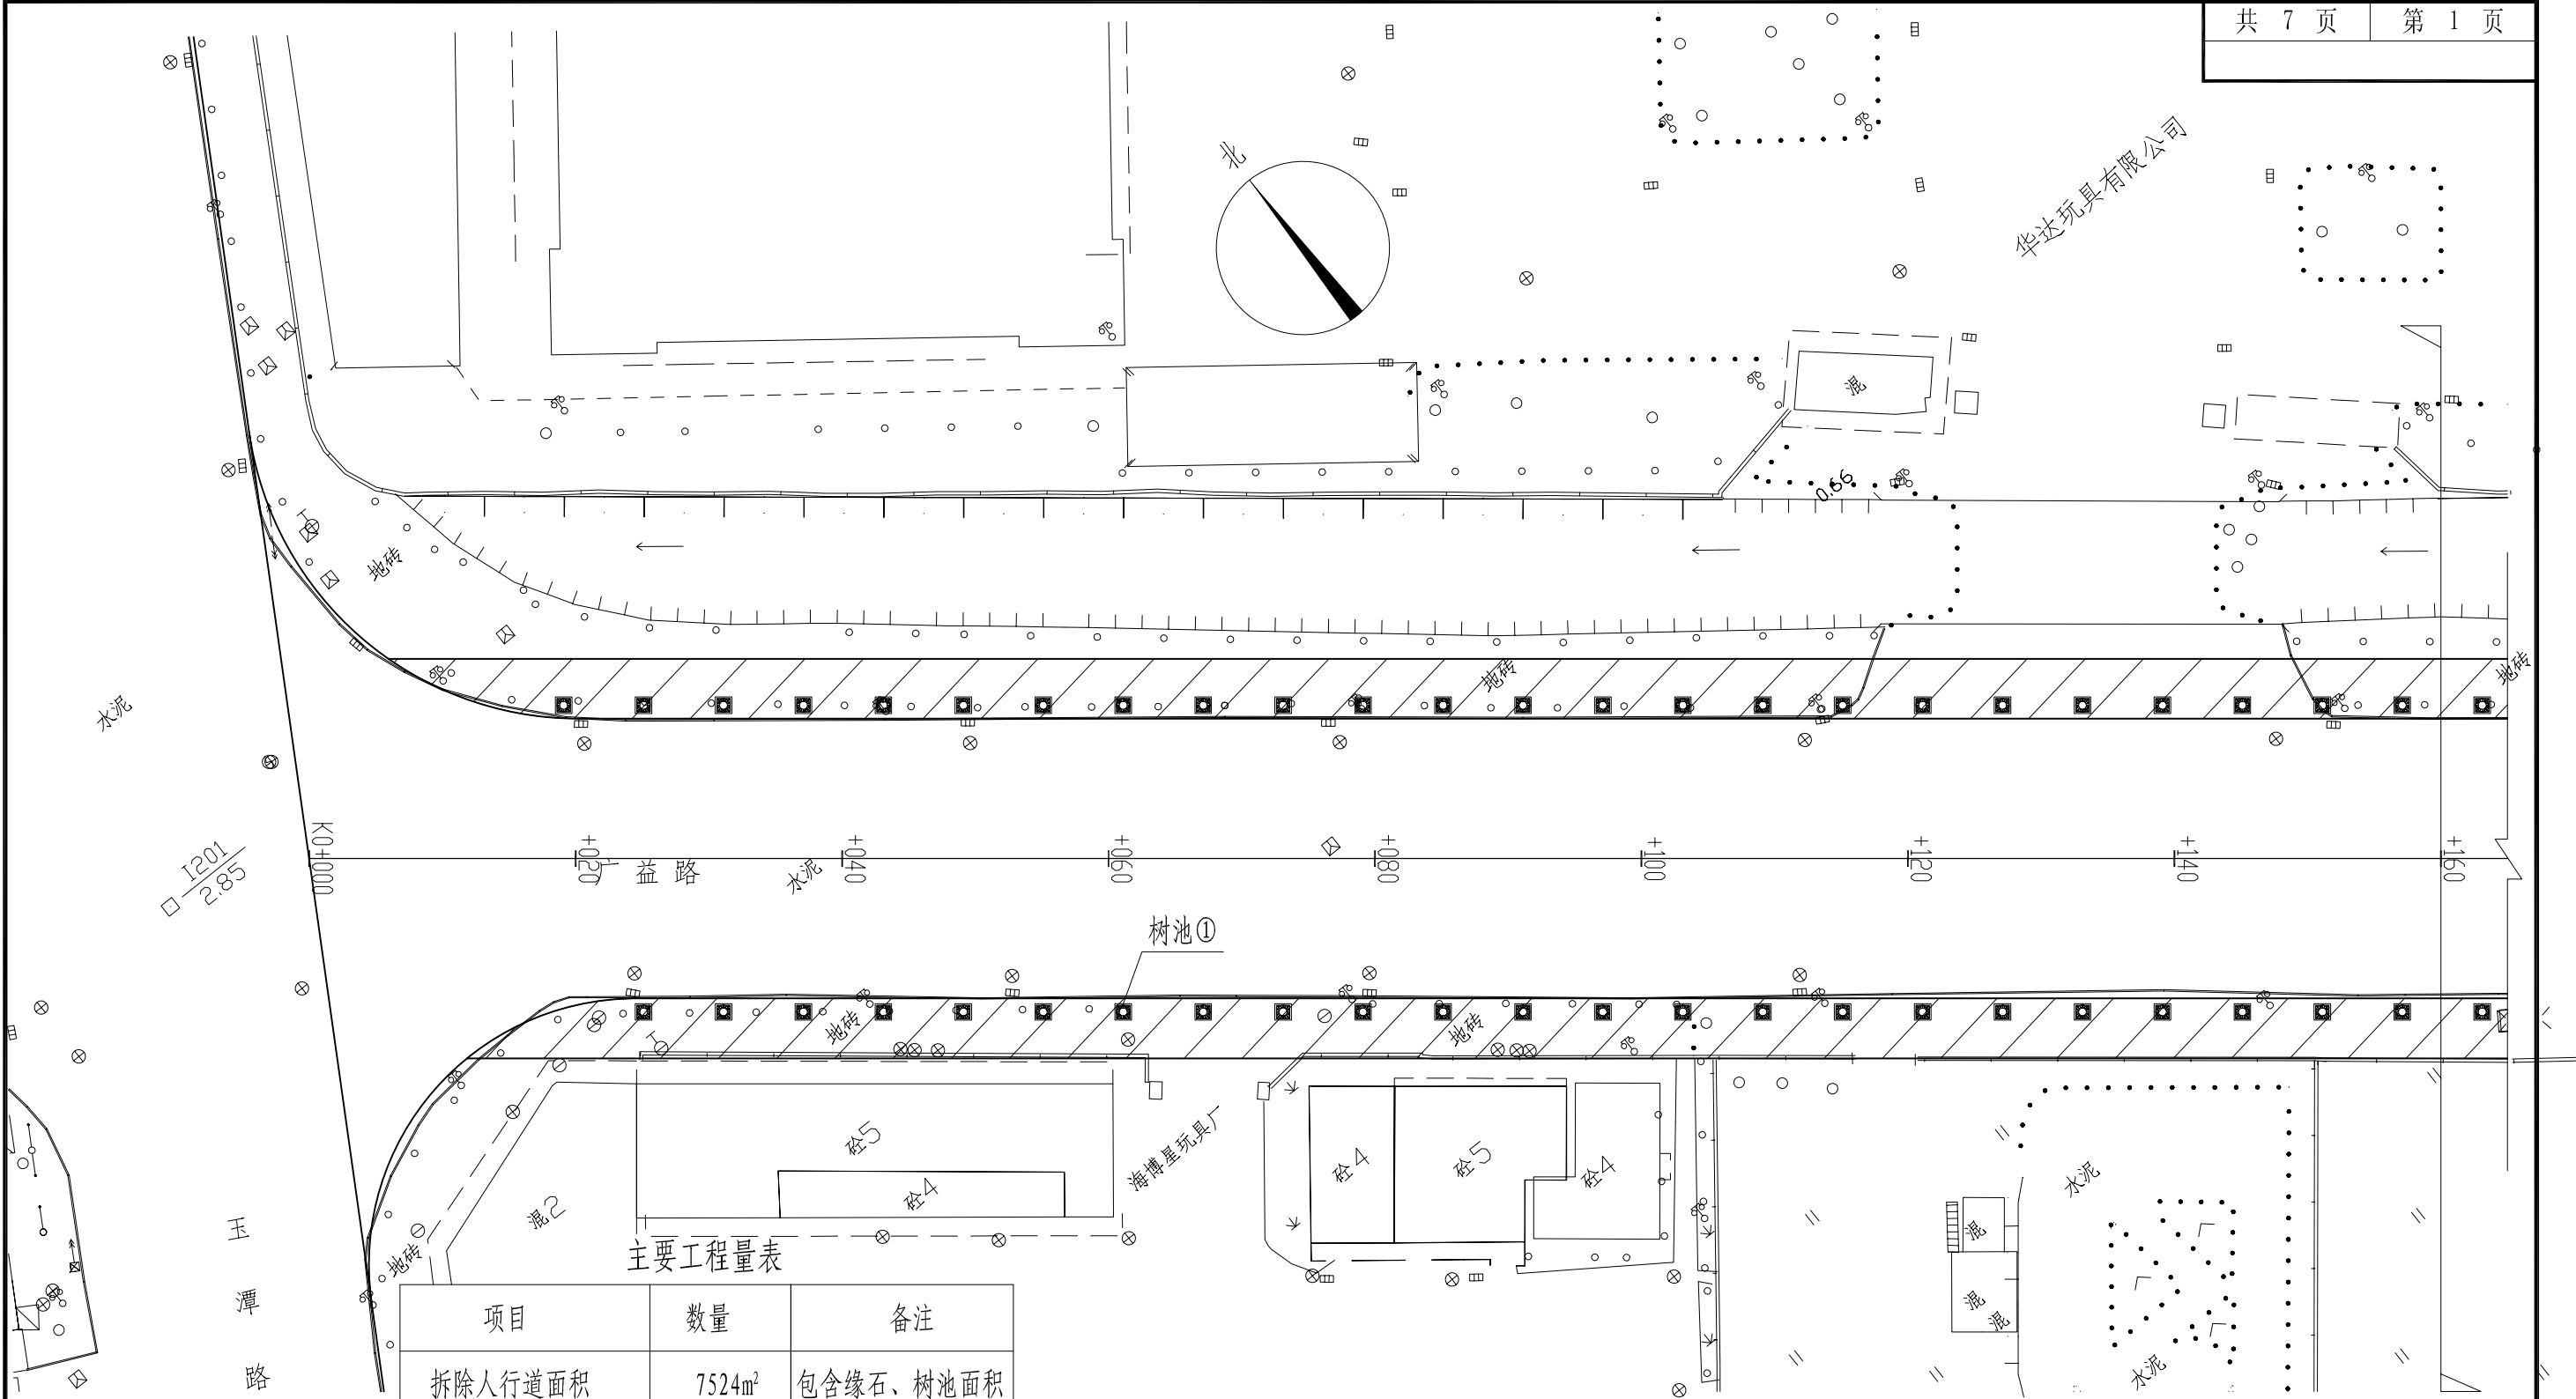 共 7 页 第 1 页
北
华达玩具有限公司
混
0.66
地砖
地砖
地砖
水泥
I201
2.85
K0+000 +020 +040 +060 +080 +100 +120 +140 +160
广益路
水泥
树池①
地砖
地砖
砼5
砼4
混2
海博星玩具厂
砼4
砼5
砼4
水泥
混
混
混
水泥
地砖
玉潭路
主要工程量表
项目 数量 备注
拆除人行道面积 7524m² 包含缘石、树池面积